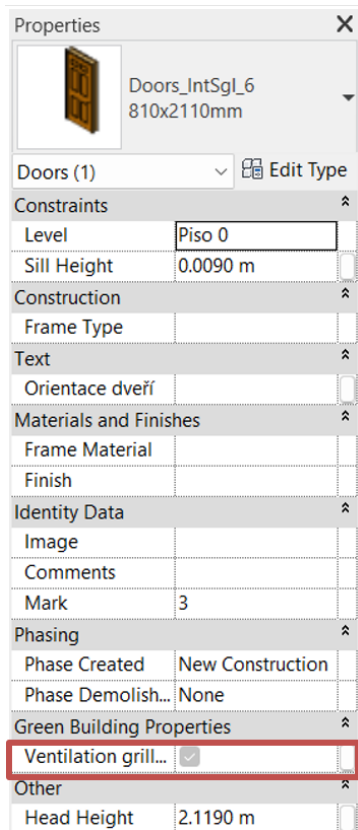 Properties
Doors_IntSgl_6
810x2110mm
Doors (1) Edit Type
Constraints
Level Piso 0
Sill Height 0.0090 m
Construction
Frame Type
Text
Orientace dveří
Materials and Finishes
Frame Material
Finish
Identity Data
Image
Comments
Mark 3
Phasing
Phase Created New Construction
Phase Demolish... None
Green Building Properties
Ventilation grill...
Other
Head Height 2.1190 m